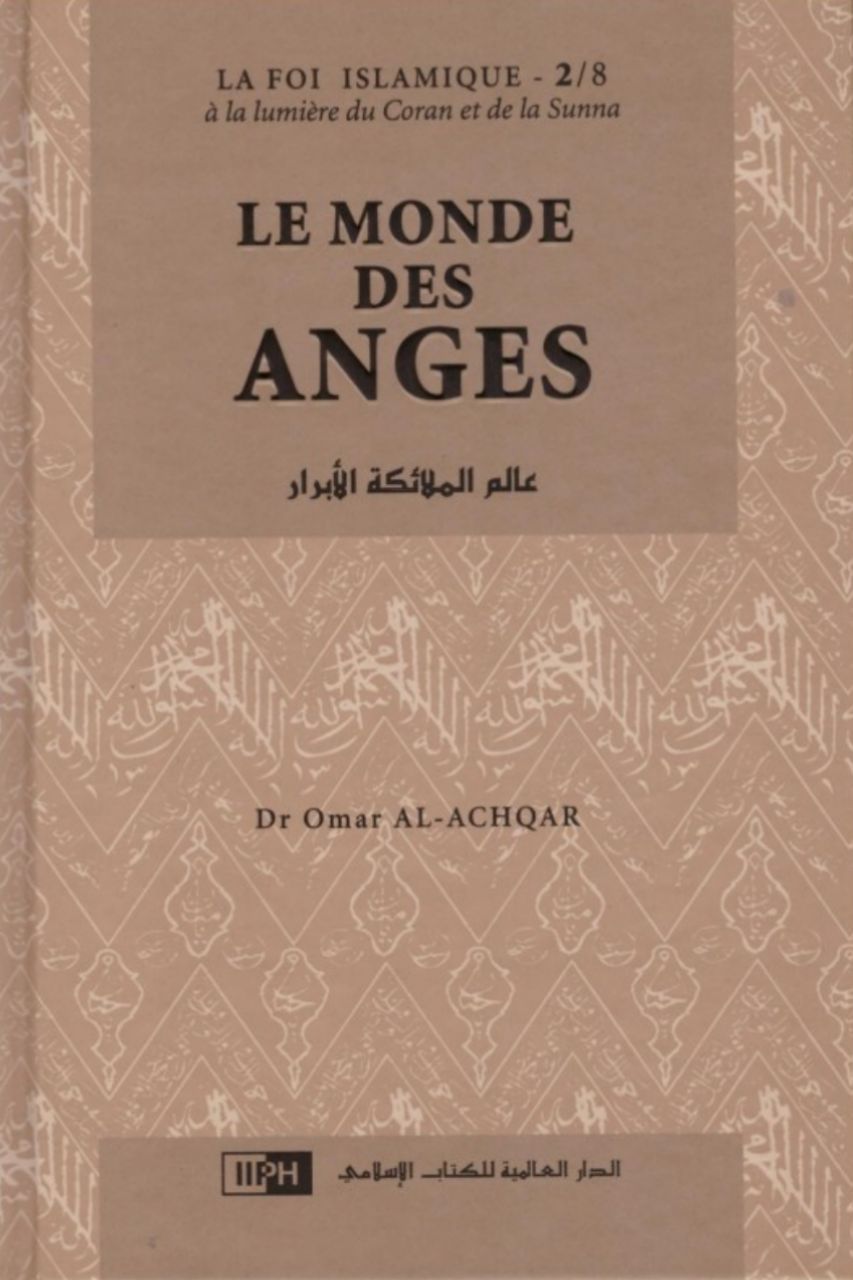 LA FOI ISLAMIQUE - 2/8
à la lumière du Coran et de la Sunna
LE MONDE
DES
ANGES
عالم الملائكة الأبرار
Dr Omar AL-ACHQAR
IIPH الدار العالمية للكتاب الإسلامي